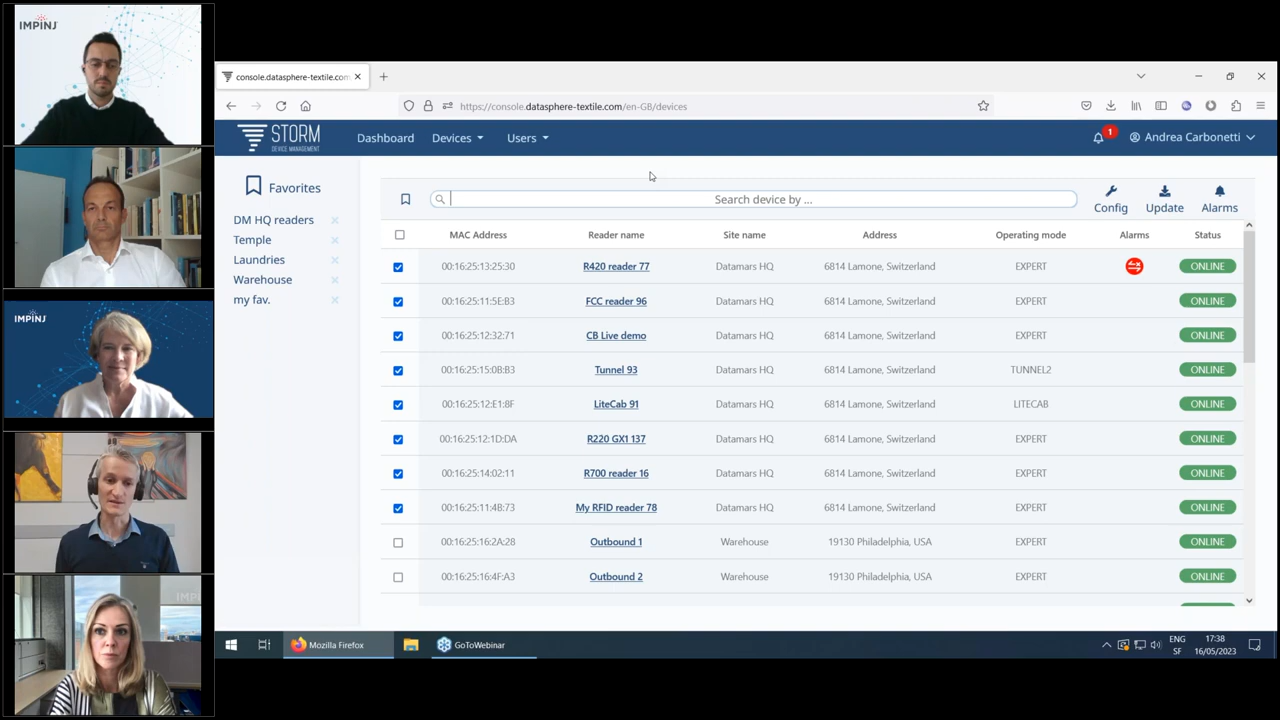 IMPINJ
IMPINJ
console.datasphere-textile.com
https://console.datasphere-textile.com/en-GB/devices
STORM
DEVICE MANAGEMENT
Dashboard
Devices
Users
1
Andrea Carbonetti
Favorites
DM HQ readers
Temple
Laundries
Warehouse
my fav.
Search device by ...
Config
Update
Alarms
MAC Address Reader name Site name Address Operating mode Alarms Status
00:16:25:13:25:30 R420 reader 77 Datamars HQ 6814 Lamone, Switzerland EXPERT ONLINE
00:16:25:11:5E:B3 FCC reader 96 Datamars HQ 6814 Lamone, Switzerland EXPERT ONLINE
00:16:25:12:32:71 CB Live demo Datamars HQ 6814 Lamone, Switzerland EXPERT ONLINE
00:16:25:15:0B:B3 Tunnel 93 Datamars HQ 6814 Lamone, Switzerland TUNNEL2 ONLINE
00:16:25:12:E1:8F LiteCab 91 Datamars HQ 6814 Lamone, Switzerland LITECAB ONLINE
00:16:25:12:1D:DA R220 GX1 137 Datamars HQ 6814 Lamone, Switzerland EXPERT ONLINE
00:16:25:14:02:11 R700 reader 16 Datamars HQ 6814 Lamone, Switzerland EXPERT ONLINE
00:16:25:11:4B:73 My RFID reader 78 Datamars HQ 6814 Lamone, Switzerland EXPERT ONLINE
00:16:25:16:2A:28 Outbound 1 Warehouse 19130 Philadelphia, USA EXPERT ONLINE
00:16:25:16:4F:A3 Outbound 2 Warehouse 19130 Philadelphia, USA EXPERT ONLINE
Mozilla Firefox
GoToWebinar
ENG
SF
17:38
16/05/2023